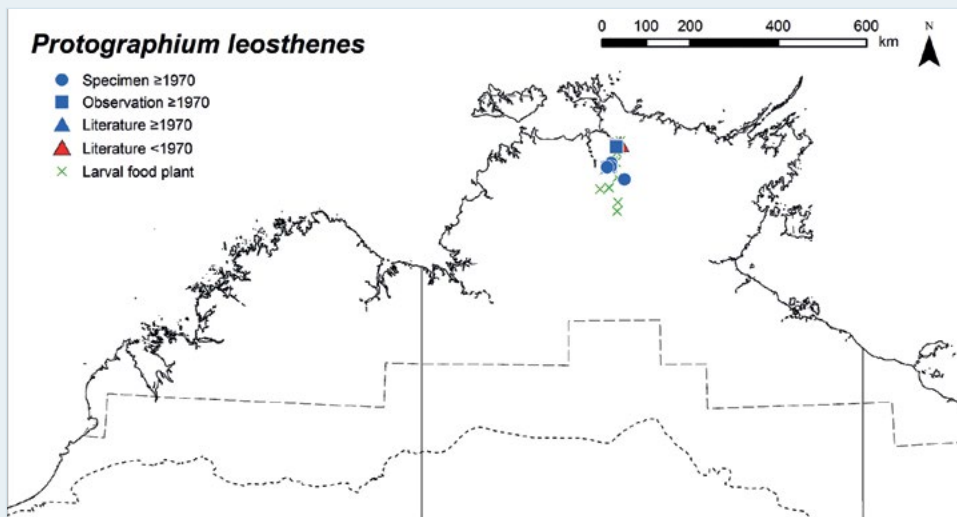 Protographium leosthenes
Specimen ≥1970
Observation ≥1970
Literature ≥1970
Literature <1970
Larval food plant
0 100 200 400 600
km
N